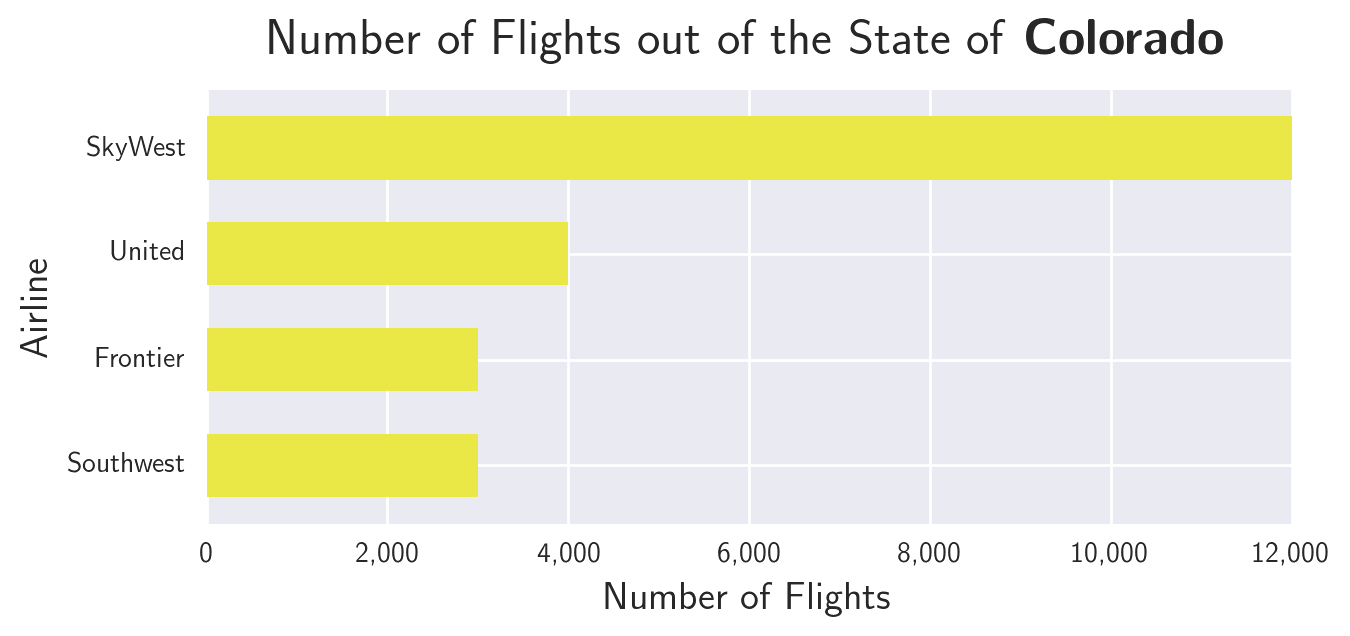 Number of Flights out of the State of Colorado
SkyWest
United
Frontier
Southwest
Airline
0 2,000 4,000 6,000 8,000 10,000 12,000
Number of Flights